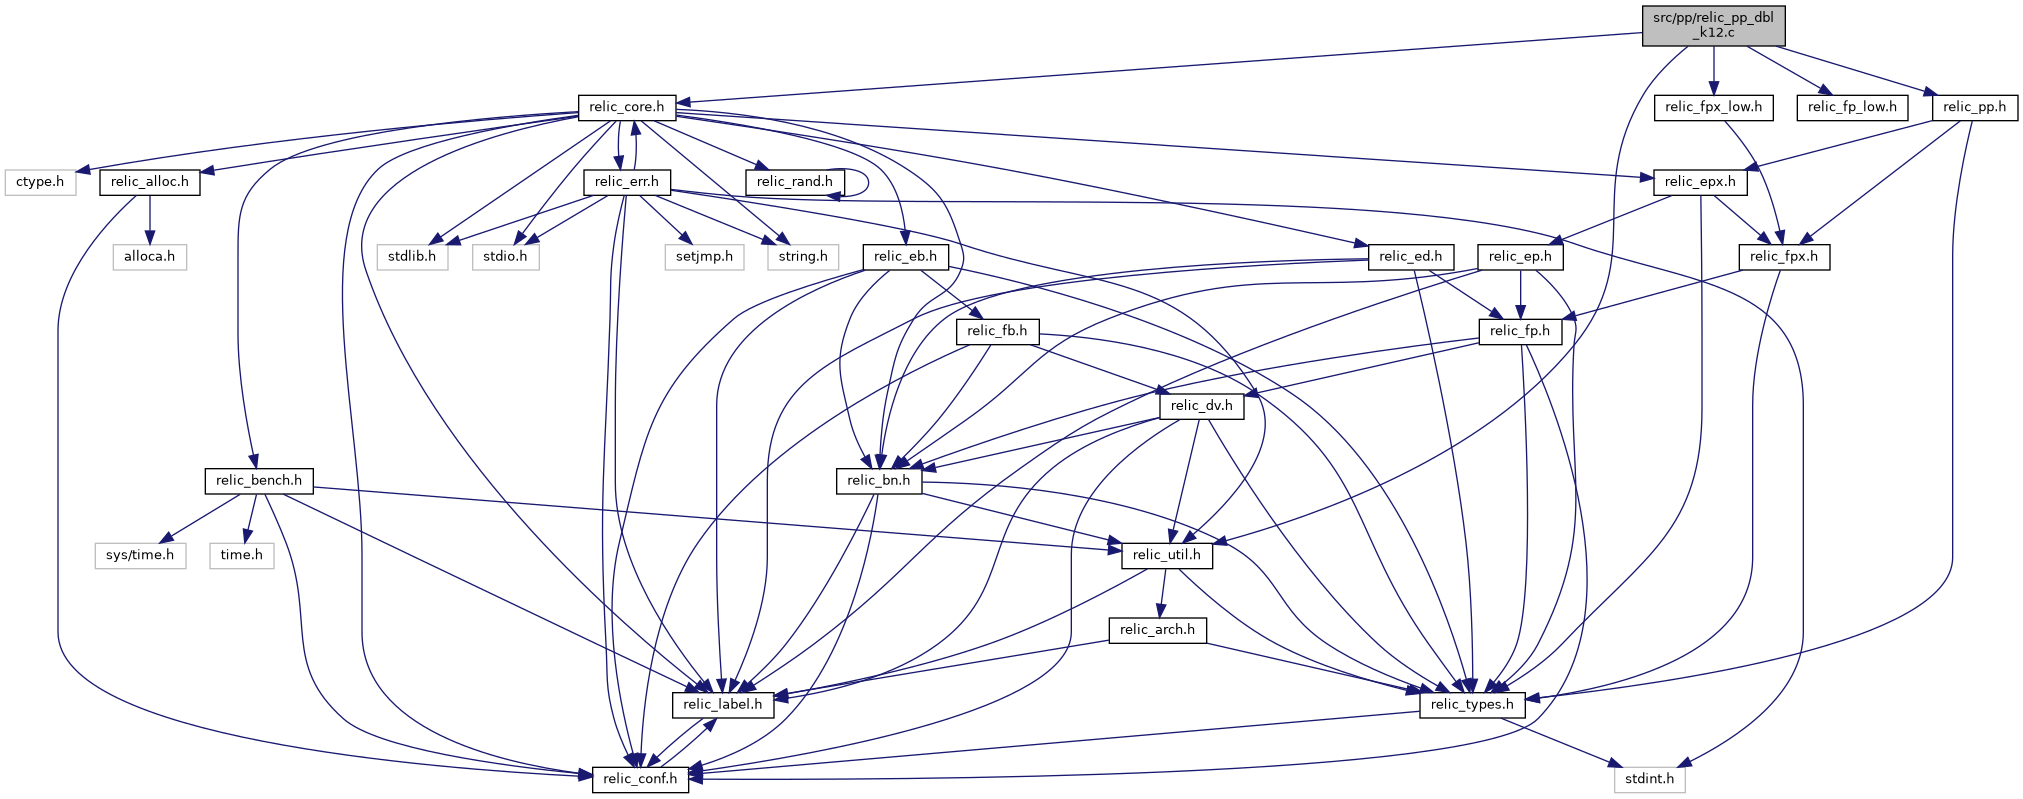 src/pp/relic_pp_dbl
_k12.c
relic_core.h
relic_fpx_low.h
relic_fp_low.h
relic_pp.h
ctype.h
relic_alloc.h
relic_err.h
relic_rand.h
relic_epx.h
alloca.h
stdlib.h
stdio.h
setjmp.h
string.h
relic_eb.h
relic_ed.h
relic_ep.h
relic_fpx.h
relic_fb.h
relic_fp.h
relic_dv.h
relic_bench.h
relic_bn.h
sys/time.h
time.h
relic_util.h
relic_arch.h
relic_label.h
relic_types.h
relic_conf.h
stdint.h